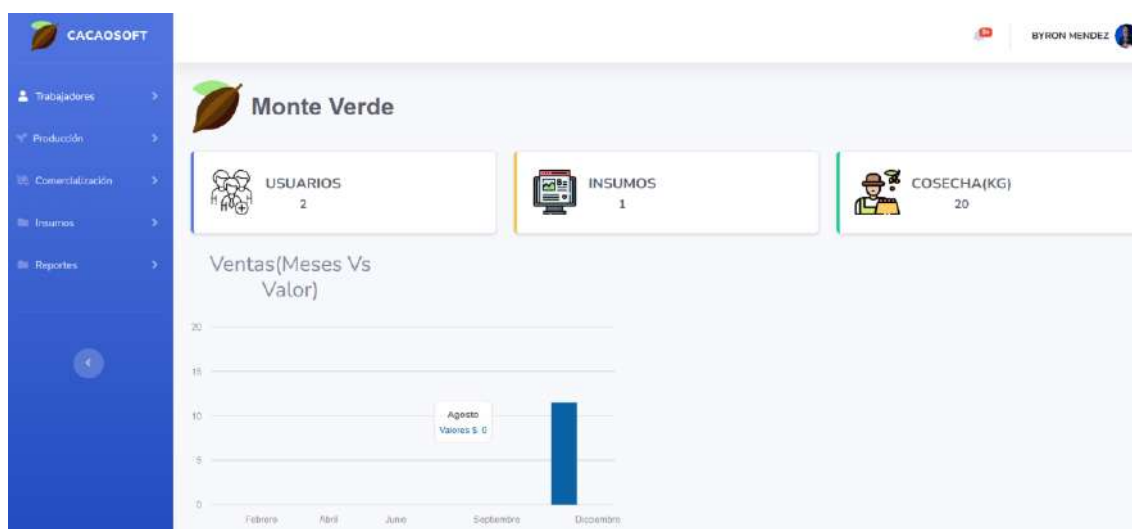 CACAOSOFT
BYRON MENDEZ
Trabajadores
Producción
Comercialización
Insumos
Reportes
Monte Verde
USUARIOS
2
INSUMOS
1
COSECHA(KG)
20
Ventas(Meses Vs
Valor)
20
15
10
5
0
Agosto
Valores $ 0
Febrero Abril Junio Septiembre Diciembre